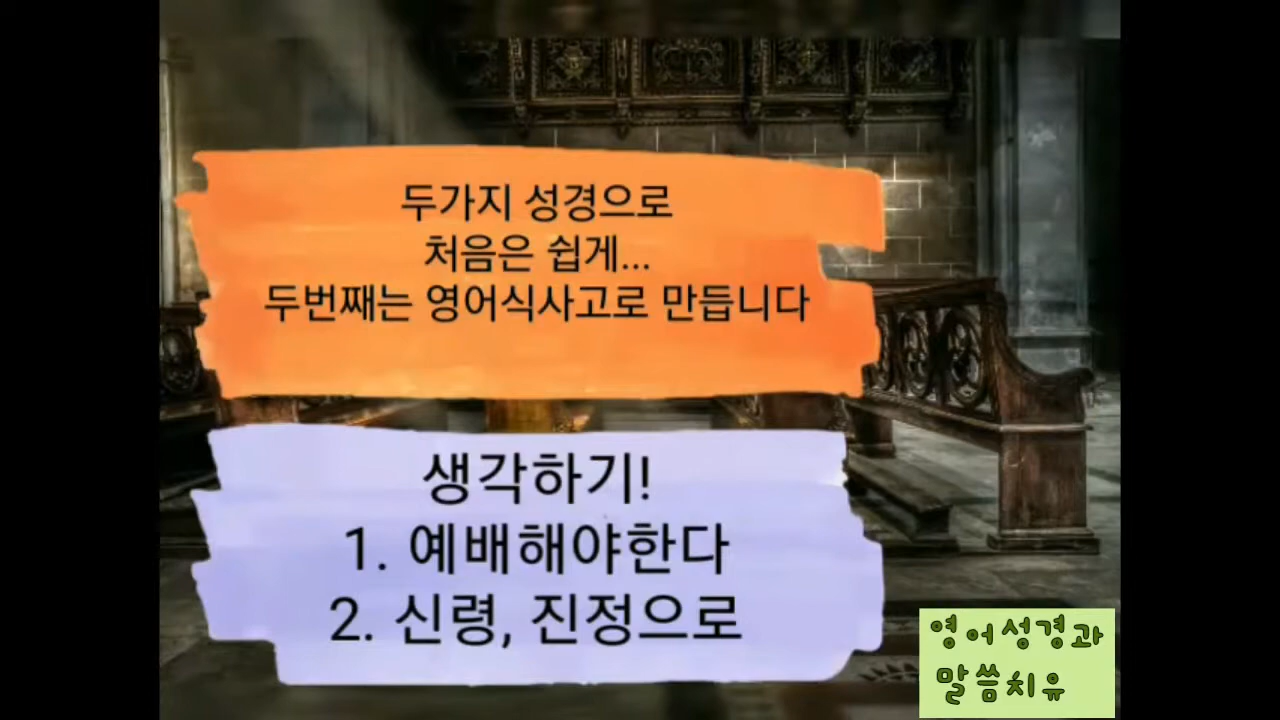 두가지 성경으로
처음은 쉽게...
두번째는 영어식사고로 만듭니다
생각하기!
1. 예배해야한다
2. 신령, 진정으로
영어성경과
말씀치유